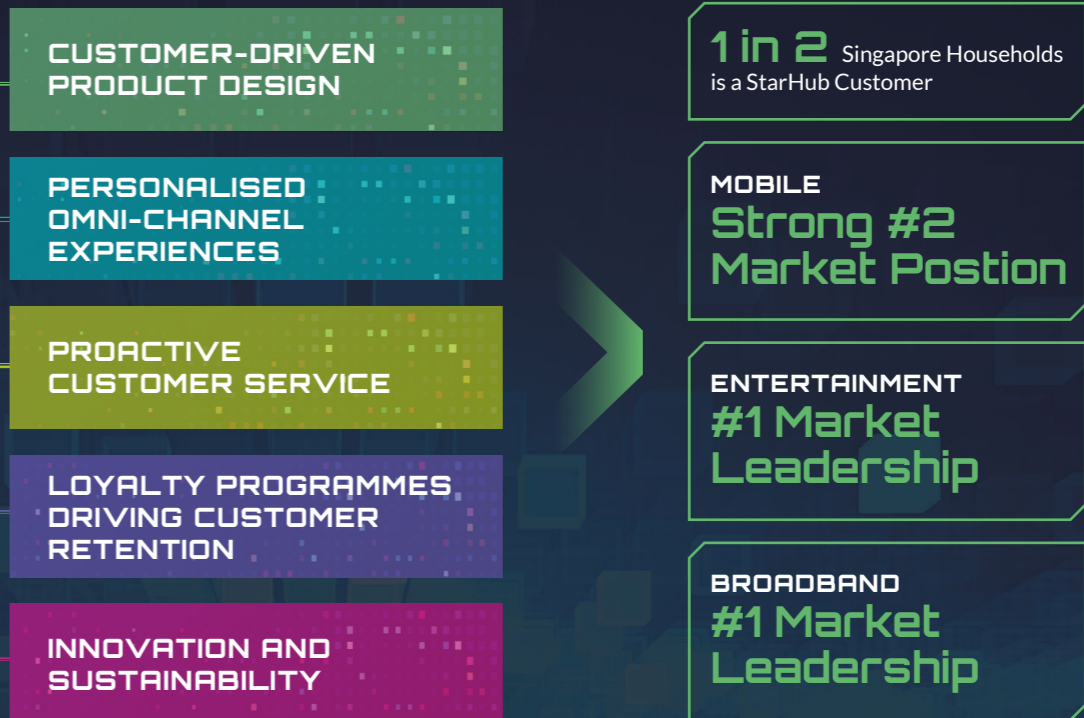 CUSTOMER-DRIVEN
PRODUCT DESIGN
PERSONALISED
OMNI-CHANNEL
EXPERIENCES
PROACTIVE
CUSTOMER SERVICE
LOYALTY PROGRAMMES
DRIVING CUSTOMER
RETENTION
INNOVATION AND
SUSTAINABILITY
1 in 2 Singapore Households
is a StarHub Customer
MOBILE
Strong #2
Market Postion
ENTERTAINMENT
#1 Market
Leadership
BROADBAND
#1 Market
Leadership